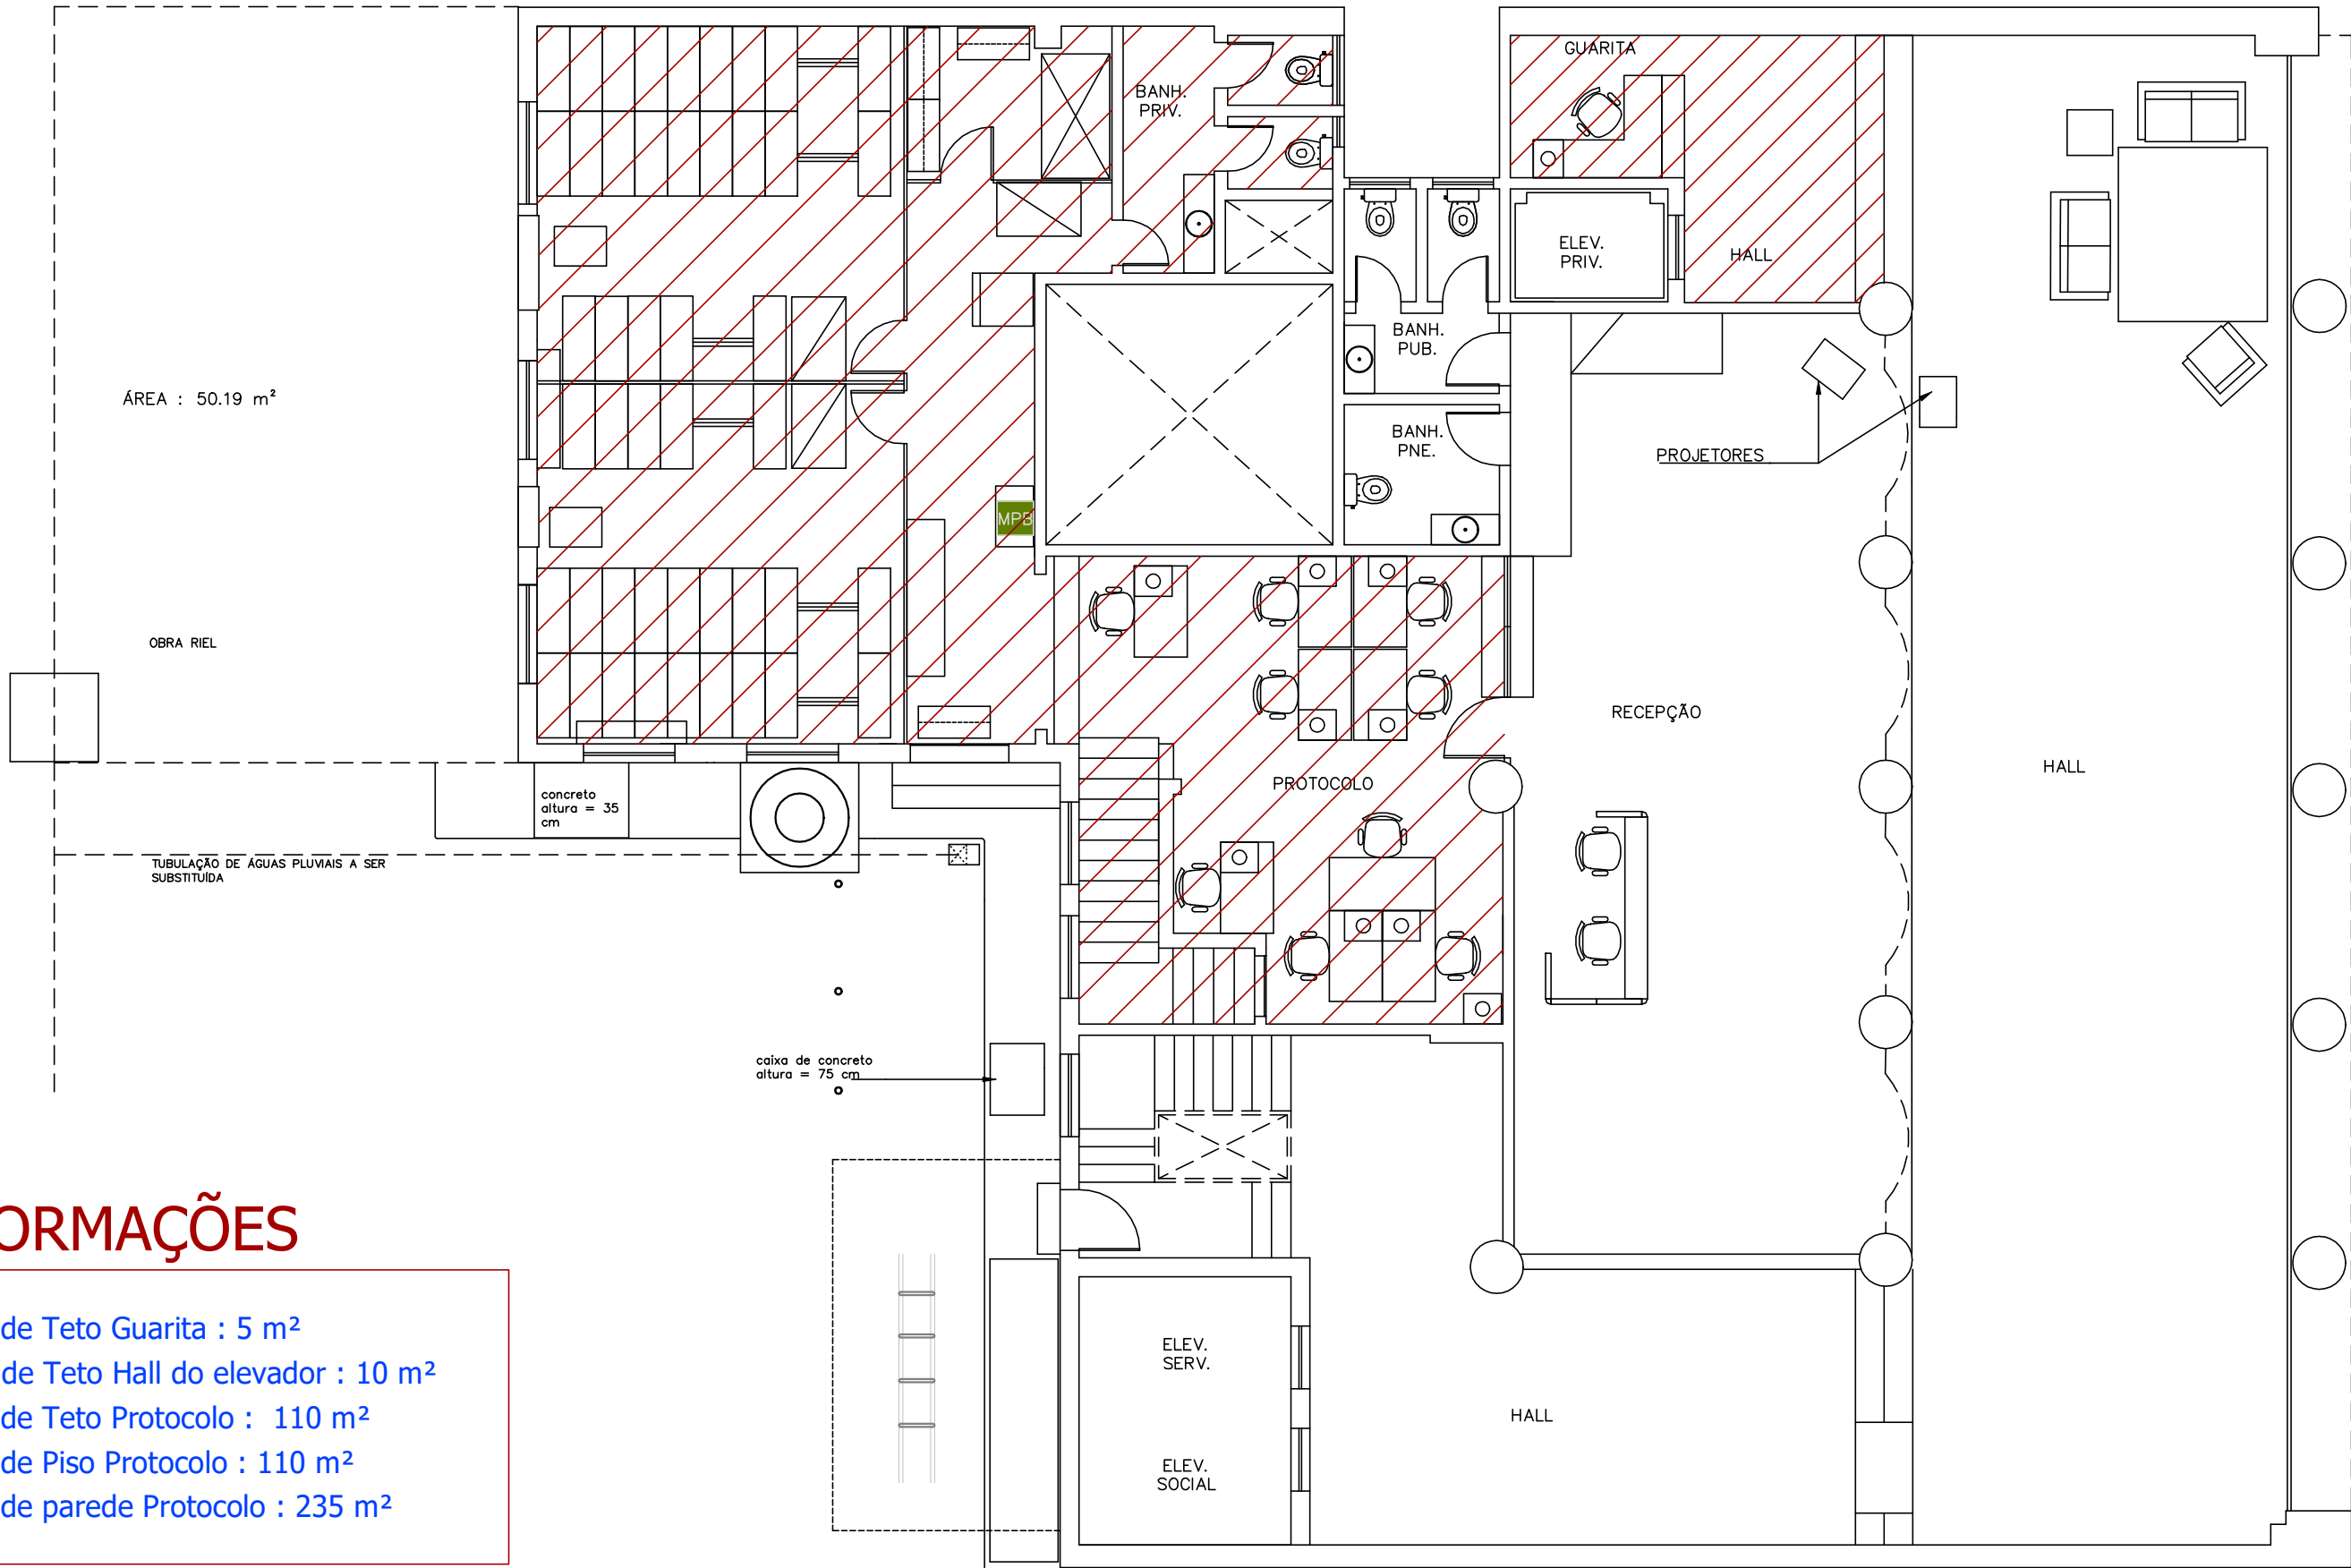 GUARITA
BANH.
PRIV.
ELEV.
PRIV.
HALL
BANH.
PUB.
ÁREA : 50.19 m²
BANH.
PNE.
PROJETORES
MPB
OBRA RIEL
RECEPÇÃO
HALL
PROTOCOLO
concreto
altura = 35
cm
TUBULAÇÃO DE ÁGUAS PLUVIAIS A SER
SUBSTITUÍDA
caixa de concreto
altura = 75 cm
ORMAÇÕES
de Teto Guarita : 5 m²
de Teto Hall do elevador : 10 m²
de Teto Protocolo : 110 m²
de Piso Protocolo : 110 m²
de parede Protocolo : 235 m²
ELEV.
SERV.
HALL
ELEV.
SOCIAL